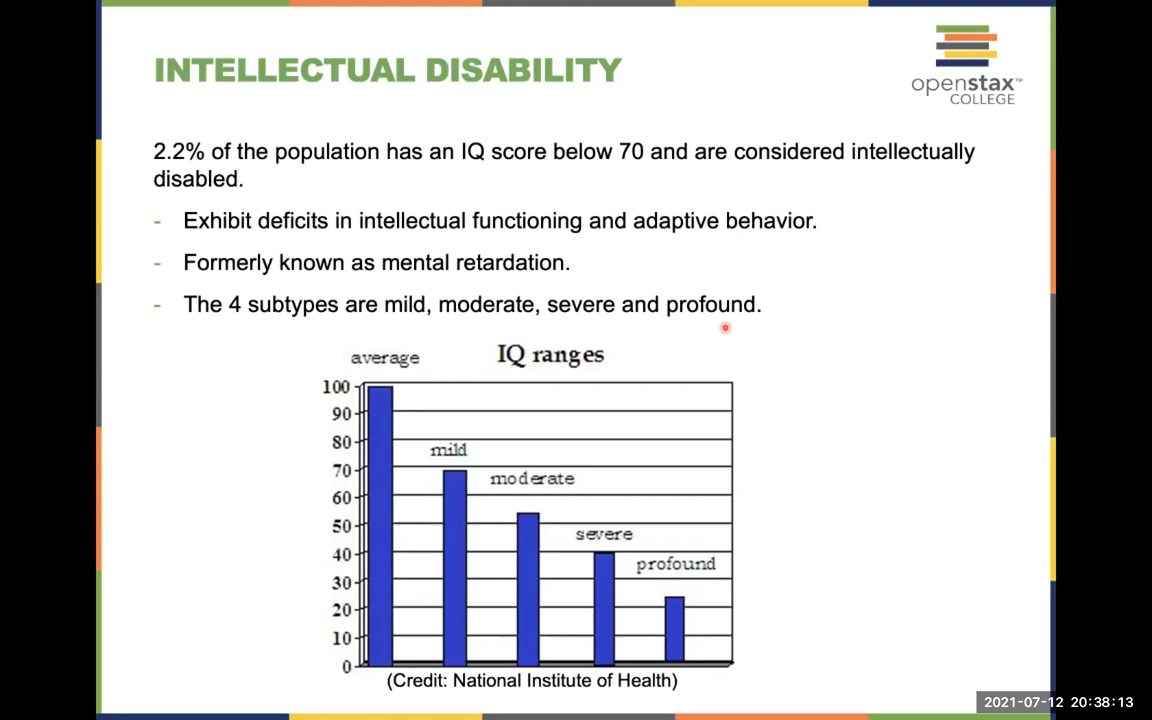 INTELLECTUAL DISABILITY
openstax™
COLLEGE
2.2% of the population has an IQ score below 70 and are considered intellectually
disabled.
- Exhibit deficits in intellectual functioning and adaptive behavior.
- Formerly known as mental retardation.
- The 4 subtypes are mild, moderate, severe and profound.
average
IQ ranges
100
90
80
mild
70
moderate
60
50
severe
40
profound
30
20
10
0
(Credit: National Institute of Health)
2021-07-12 20:38:13